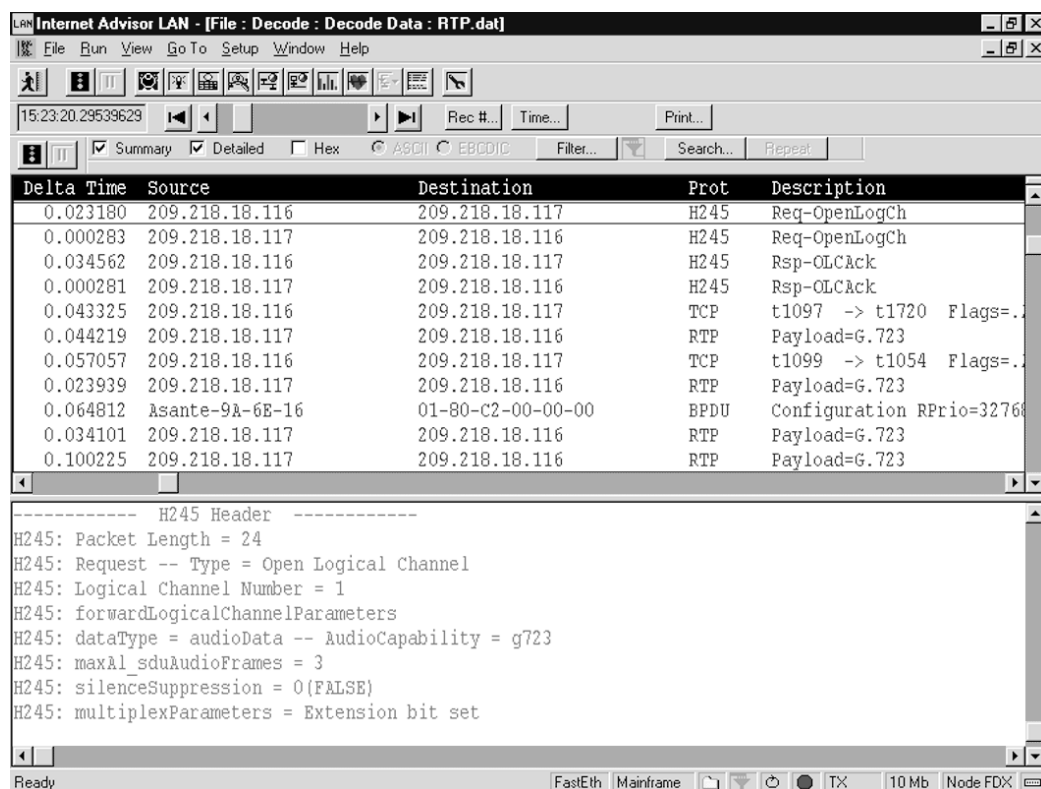 LAN Internet Advisor LAN - [File : Decode : Decode Data : RTP.dat]
File Run View Go To Setup Window Help
15:23:20.29539629 Rec #... Time... Print...
Summary Detailed Hex ASCII EBCDIC Filter... Search... Repeat
Delta Time Source Destination Prot Description
0.023180 209.218.18.116 209.218.18.117 H245 Req-OpenLogCh
0.000283 209.218.18.117 209.218.18.116 H245 Req-OpenLogCh
0.034562 209.218.18.116 209.218.18.117 H245 Rsp-OLCAck
0.000281 209.218.18.117 209.218.18.116 H245 Rsp-OLCAck
0.043325 209.218.18.116 209.218.18.117 TCP t1097 -> t1720 Flags=.
0.044219 209.218.18.117 209.218.18.116 RTP Payload=G.723
0.057057 209.218.18.116 209.218.18.117 TCP t1099 -> t1054 Flags=.
0.023939 209.218.18.117 209.218.18.116 RTP Payload=G.723
0.064812 Asante-9A-6E-16 01-80-C2-00-00-00 BPDU Configuration RPrio=32768
0.034101 209.218.18.117 209.218.18.116 RTP Payload=G.723
0.100225 209.218.18.117 209.218.18.116 RTP Payload=G.723
------------ H245 Header ------------
H245: Packet Length = 24
H245: Request -- Type = Open Logical Channel
H245: Logical Channel Number = 1
H245: forwardLogicalChannelParameters
H245: dataType = audioData -- AudioCapability = g723
H245: maxAl_sduAudioFrames = 3
H245: silenceSuppression = 0(FALSE)
H245: multiplexParameters = Extension bit set
Ready FastEth Mainframe TX 10 Mb Node FDX